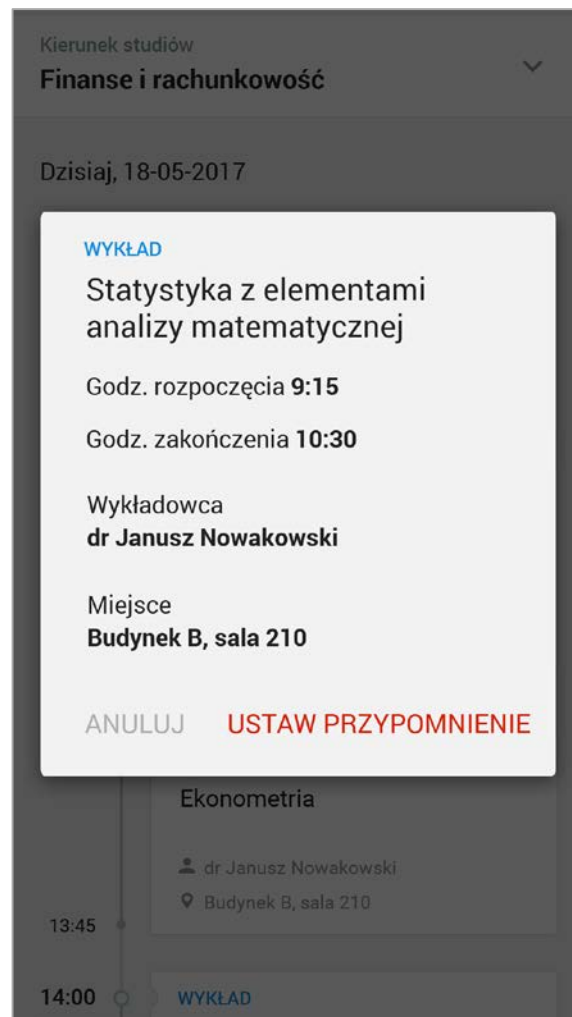 Kierunek studiów
Finanse i rachunkowość
Dzisiaj, 18-05-2017
WYKŁAD
Statystyka z elementami
analizy matematycznej
Godz. rozpoczęcia 9:15
Godz. zakończenia 10:30
Wykładowca
dr Janusz Nowakowski
Miejsce
Budynek B, sala 210
ANULUJ USTAW PRZYPOMNIENIE
Ekonometria
dr Janusz Nowakowski
Budynek B, sala 210
13:45
14:00 WYKŁAD